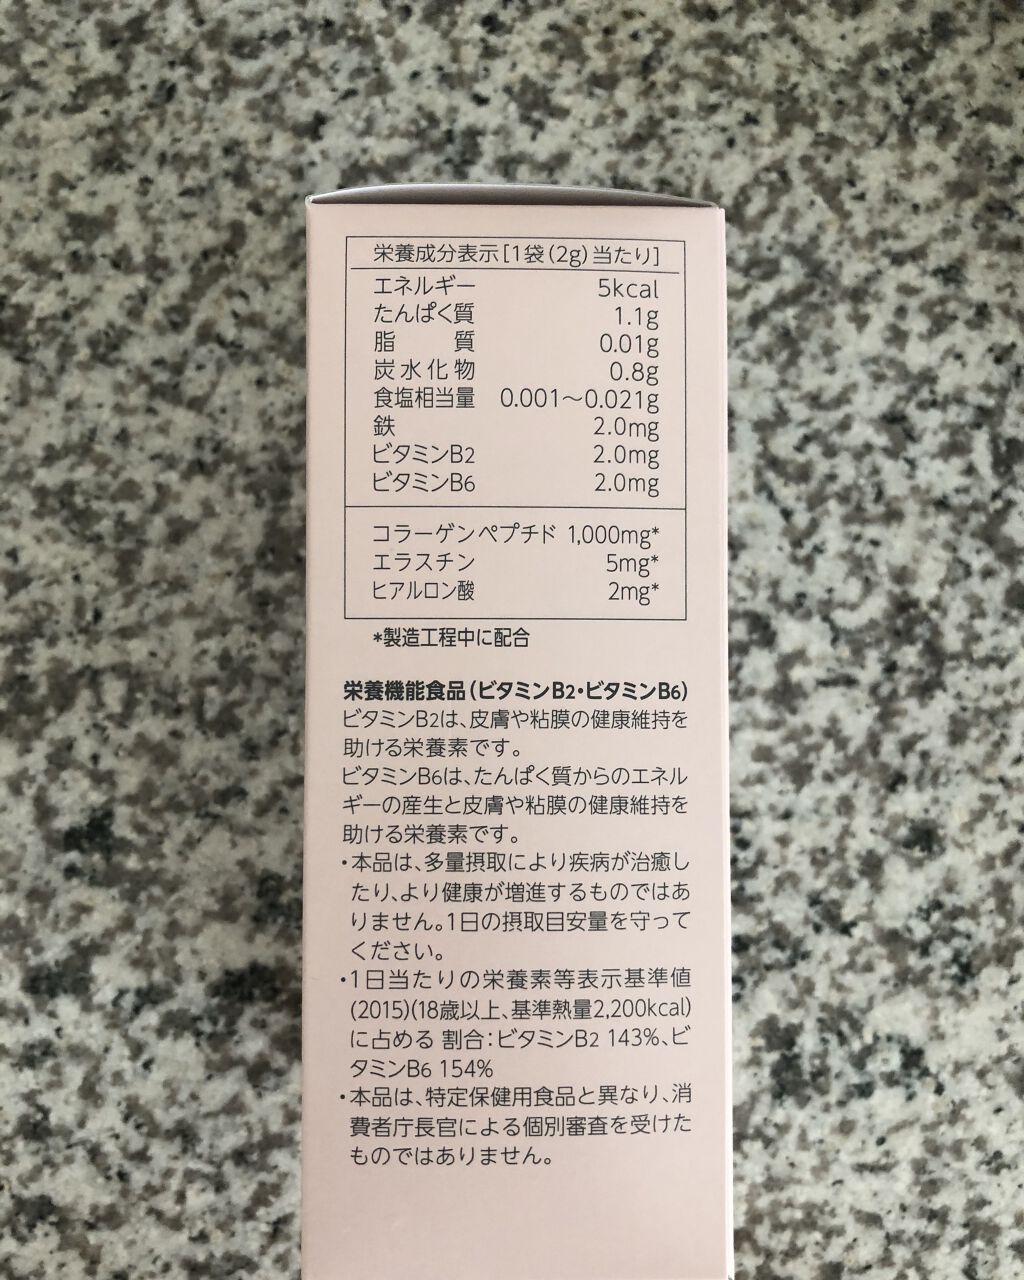 栄養成分表示[1袋(2g)当たり]
エネルギー 5kcal
たんぱく質 1.1g
脂質 0.01g
炭水化物 0.8g
食塩相当量 0.001〜0.021g
鉄 2.0mg
ビタミンB2 2.0mg
ビタミンB6 2.0mg
コラーゲンペプチド 1,000mg*
エラスチン 5mg*
ヒアルロン酸 2mg*
*製造工程中に配合
栄養機能食品(ビタミンB2・ビタミンB6)
ビタミンB2は、皮膚や粘膜の健康維持を
助ける栄養素です。
ビタミンB6は、たんぱく質からのエネル
ギーの産生と皮膚や粘膜の健康維持を
助ける栄養素です。
・本品は、多量摂取により疾病が治癒し
たり、より健康が増進するものではあ
りません。1日の摂取目安量を守って
ください。
・1日当たりの栄養素等表示基準値
(2015)(18歳以上、基準熱量2,200kcal)
に占める 割合：ビタミンB2 143%、ビ
タミンB6 154%
・本品は、特定保健用食品と異なり、消
費者庁長官による個別審査を受けた
ものではありません。